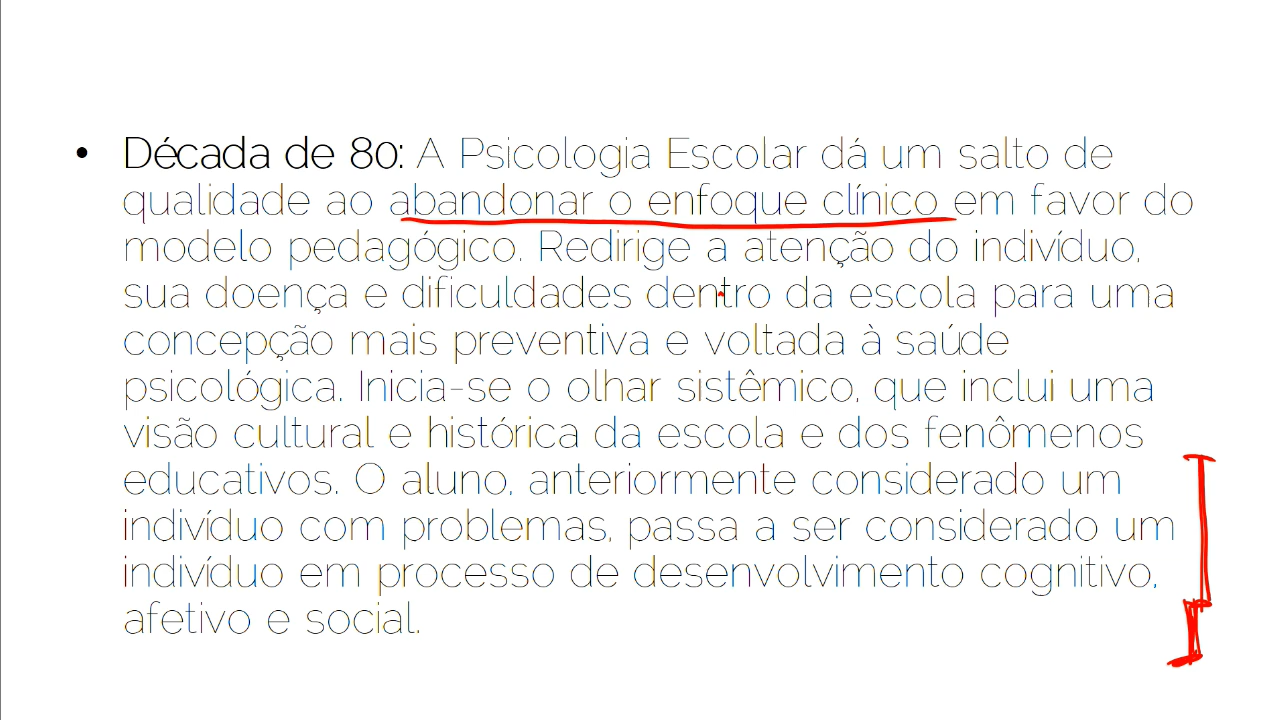 • Década de 80: A Psicologia Escolar dá um salto de
qualidade ao abandonar o enfoque clínico em favor do
modelo pedagógico. Redirige a atenção do indivíduo,
sua doença e dificuldades dentro da escola para uma
concepção mais preventiva e voltada à saúde
psicológica. Inicia-se o olhar sistêmico, que inclui uma
visão cultural e histórica da escola e dos fenômenos
educativos. O aluno, anteriormente considerado um
indivíduo com problemas, passa a ser considerado um
indivíduo em processo de desenvolvimento cognitivo,
afetivo e social.